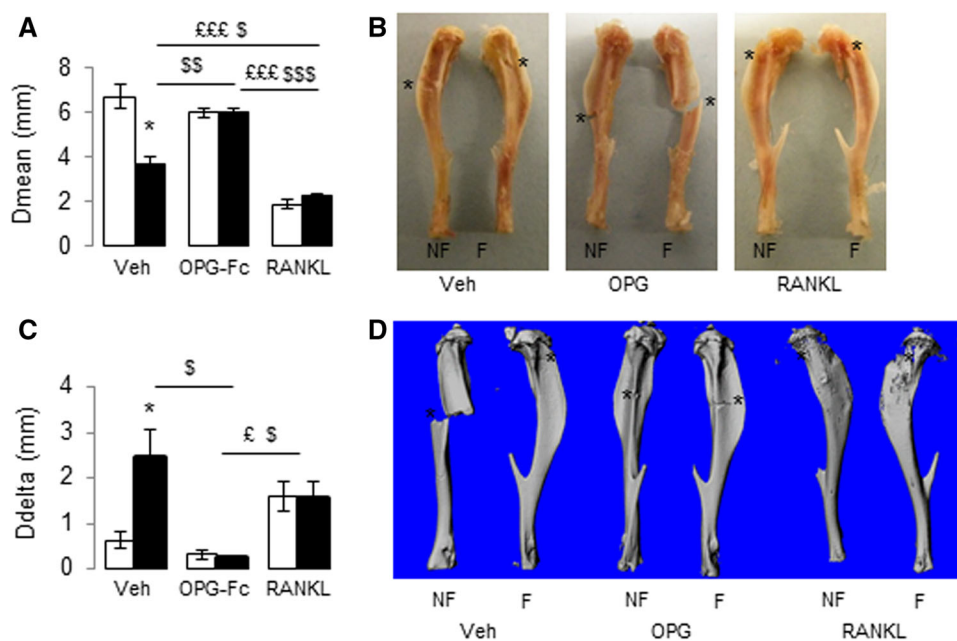 A
£££ $
$$
£££ $$$
Dmean (mm)
8
6
4
2
0
*
Veh
OPG-Fc
RANKL
B
*
*
*
*
*
*
NF
F
NF
F
NF
F
Veh
OPG
RANKL
C
$
£ $
Ddelta (mm)
4
3
2
1
0
*
Veh
OPG-Fc
RANKL
D
*
*
*
*
*
*
NF
F
NF
F
NF
F
Veh
OPG
RANKL